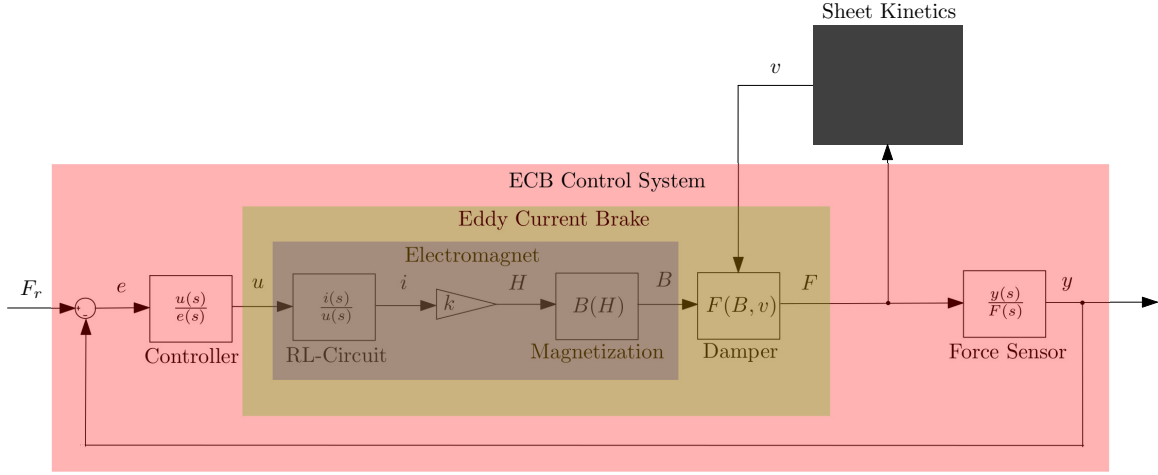 Sheet Kinetics
v
ECB Control System
Eddy Current Brake
Electromagnet
F_r
+
-
e
u(s)
e(s)
Controller
u
i(s)
u(s)
RL-Circuit
i
k
H
B(H)
Magnetization
B
F(B, v)
Damper
F
y(s)
F(s)
Force Sensor
y